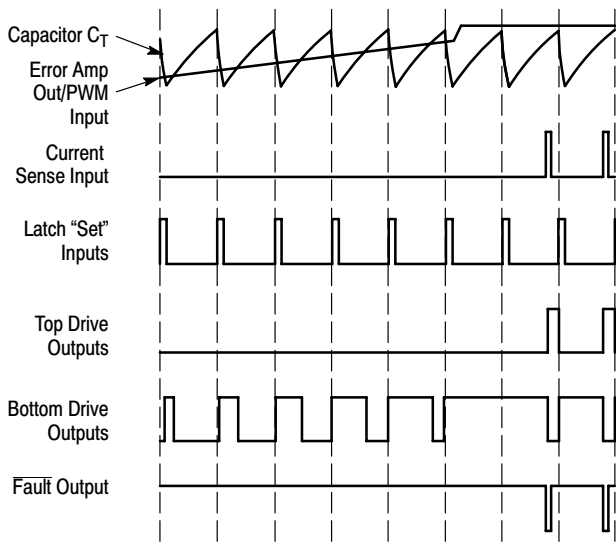 Capacitor CT
Error Amp
Out/PWM
Input
Current
Sense Input
Latch “Set”
Inputs
Top Drive
Outputs
Bottom Drive
Outputs
Fault Output